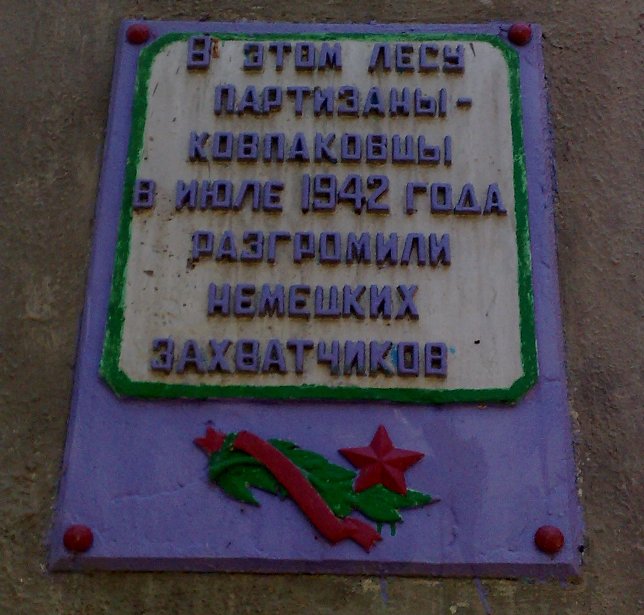 В ЭТОМ ЛЕСУ
ПАРТИЗАНЫ-
КОВПАКОВЦЫ
В ИЮЛЕ 1942 ГОДА
РАЗГРОМИЛИ
НЕМЕЦКИХ
ЗАХВАТЧИКОВ